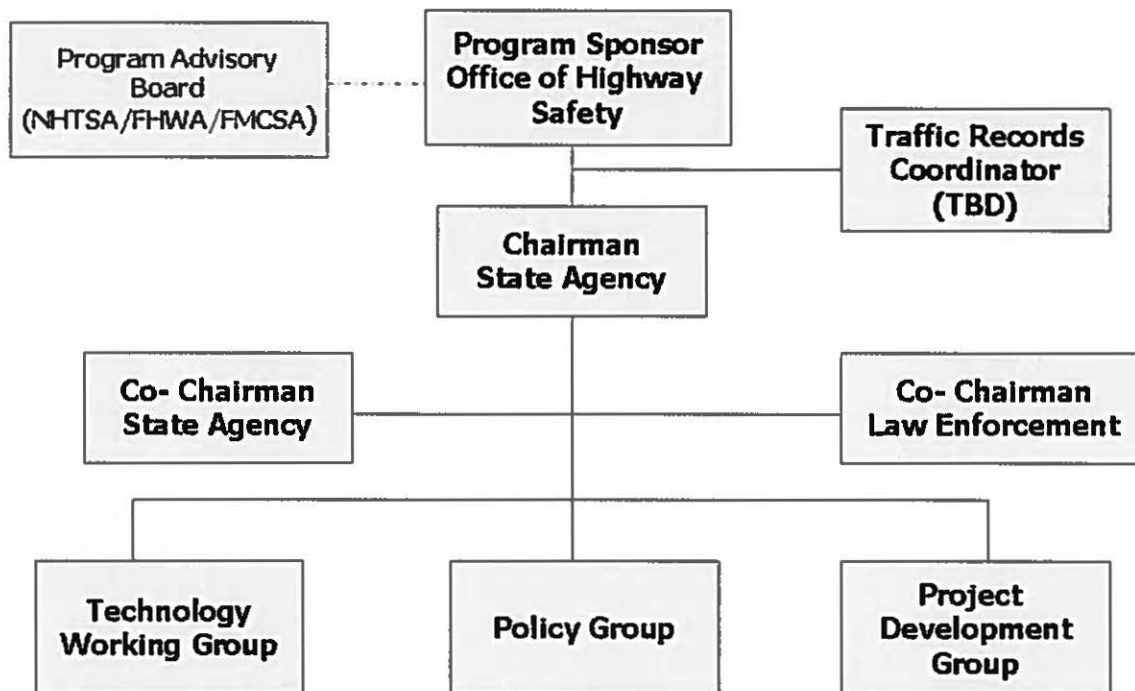 Program Advisory
Board
(NHTSA/FHWA/FMCSA)
Program Sponsor
Office of Highway
Safety
Traffic Records
Coordinator
(TBD)
Chairman
State Agency
Co- Chairman
State Agency
Co- Chairman
Law Enforcement
Technology
Working Group
Policy Group
Project
Development
Group